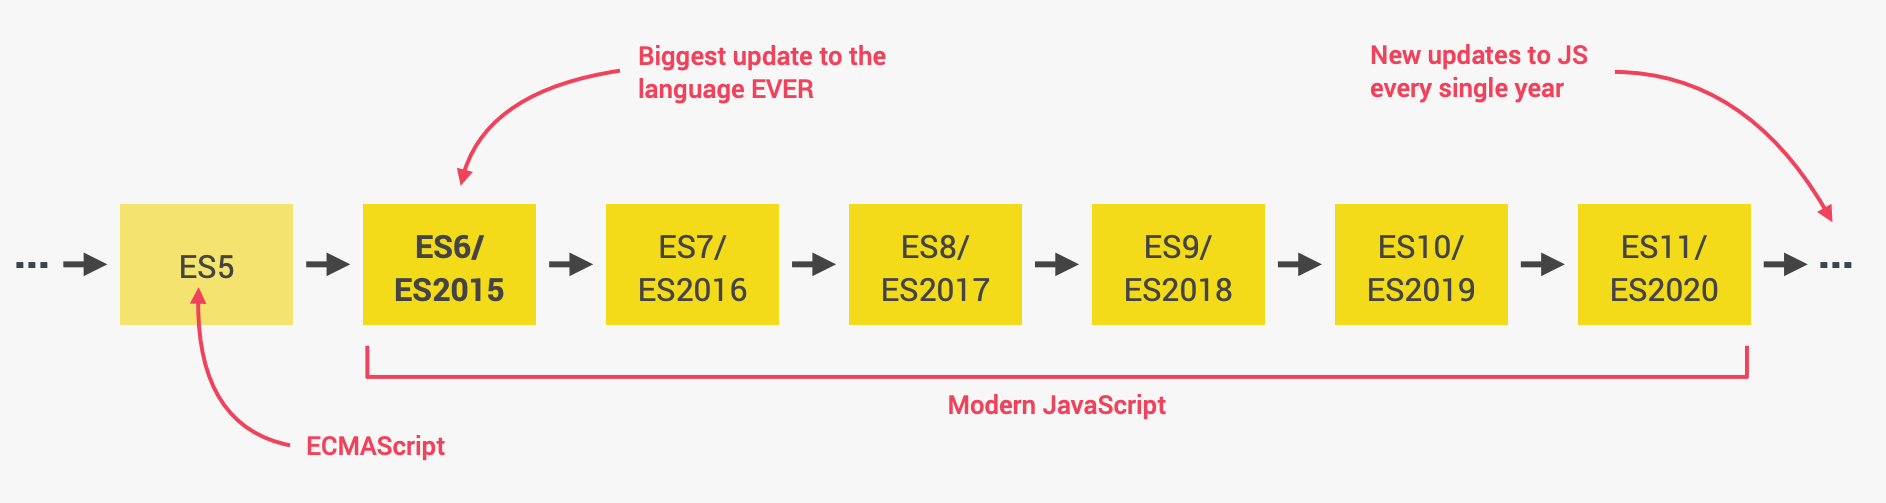 Biggest update to the
language EVER
New updates to JS
every single year
...
ES5
ES6/
ES2015
ES7/
ES2016
ES8/
ES2017
ES9/
ES2018
ES10/
ES2019
ES11/
ES2020
...
Modern JavaScript
ECMAScript